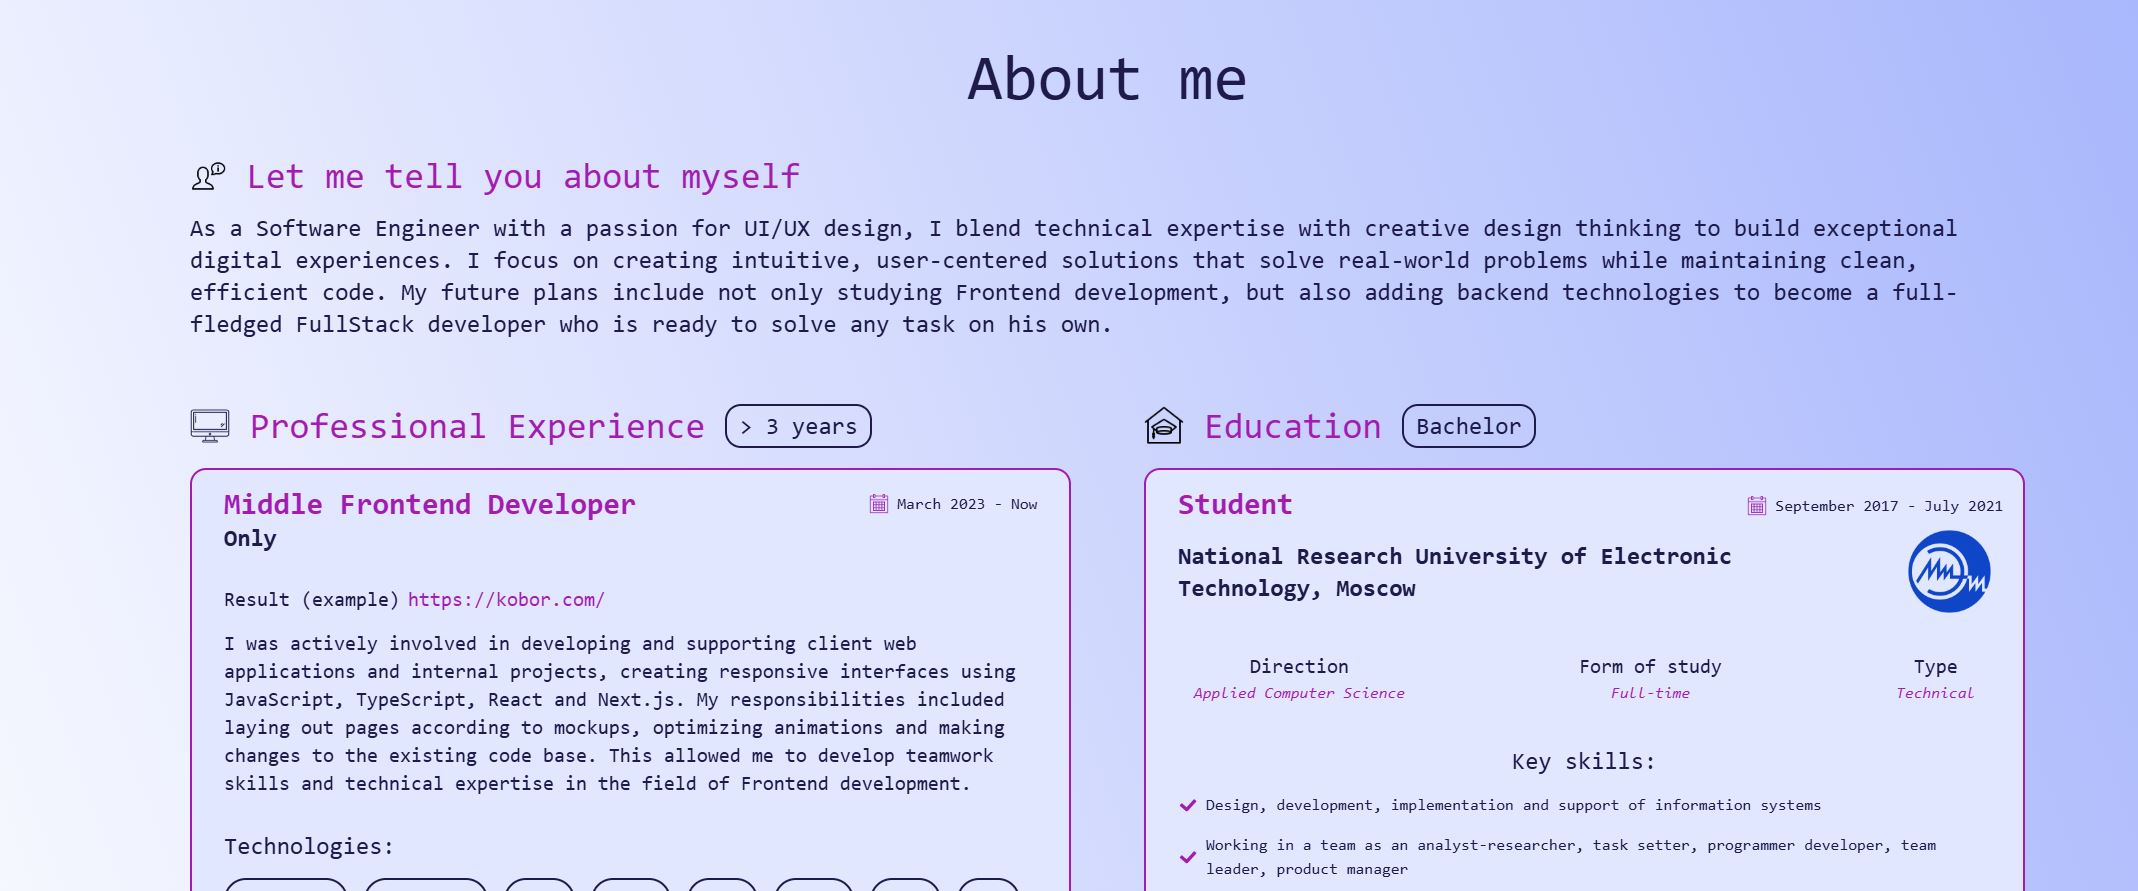 About me
Let me tell you about myself
As a Software Engineer with a passion for UI/UX design, I blend technical expertise with creative design thinking to build exceptional
digital experiences. I focus on creating intuitive, user-centered solutions that solve real-world problems while maintaining clean,
efficient code. My future plans include not only studying Frontend development, but also adding backend technologies to become a full-
fledged FullStack developer who is ready to solve any task on his own.
Professional Experience > 3 years
Middle Frontend Developer March 2023 - Now
Only
Result (example) https://kobor.com/
I was actively involved in developing and supporting client web
applications and internal projects, creating responsive interfaces using
JavaScript, TypeScript, React and Next.js. My responsibilities included
laying out pages according to mockups, optimizing animations and making
changes to the existing code base. This allowed me to develop teamwork
skills and technical expertise in the field of Frontend development.
Technologies:
Education Bachelor
Student September 2017 - July 2021
National Research University of Electronic
Technology, Moscow
Direction Form of study Type
Applied Computer Science Full-time Technical
Key skills:
Design, development, implementation and support of information systems
Working in a team as an analyst-researcher, task setter, programmer developer, team
leader, product manager